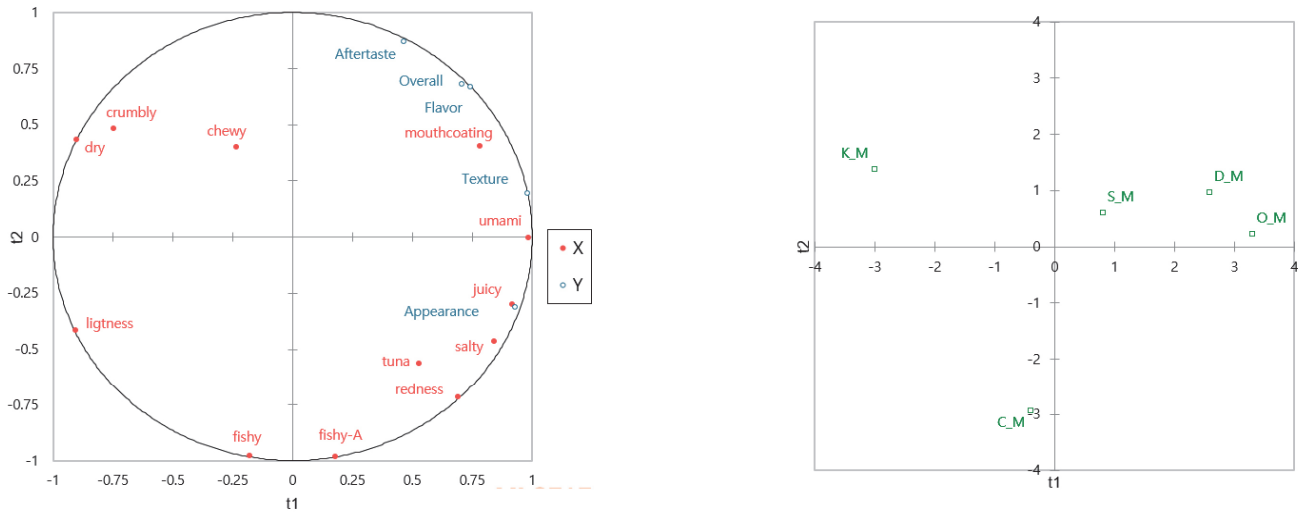 1
0.75
0.5
0.25
0
-0.25
-0.5
-0.75
-1
t2
-1
-0.75
-0.5
-0.25
0
0.25
0.5
0.75
1
t1
Aftertaste
Overall
Flavor
crumbly
chewy
mouthcoating
dry
Texture
umami
juicy
Appearance
ligtness
salty
tuna
redness
fishy
fishy-A
X
Y
4
3
2
1
0
-1
-2
-3
-4
t2
-4
-3
-2
-1
0
1
2
3
4
t1
K_M
S_M
D_M
O_M
C_M